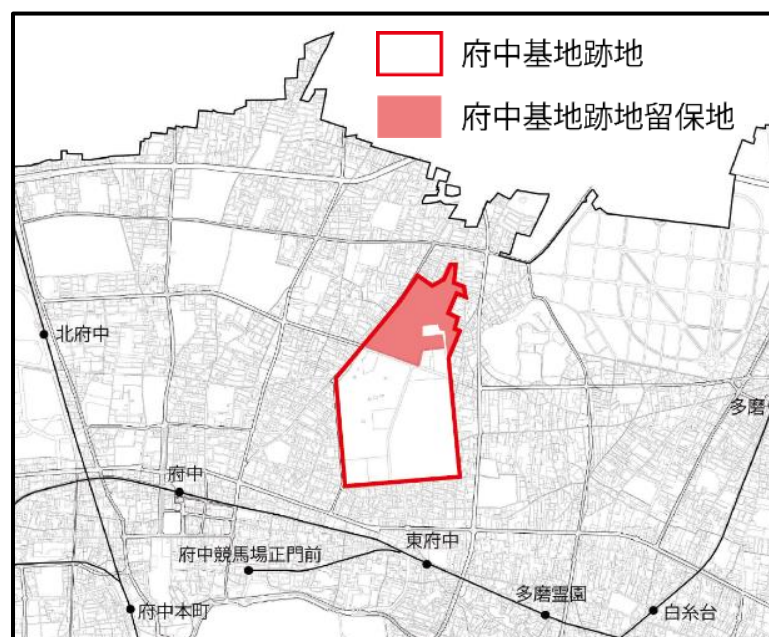 府中基地跡地
府中基地跡地留保地
北府中
多磨
府中
府中競馬場正門前
東府中
多磨霊園
府中本町
白糸台